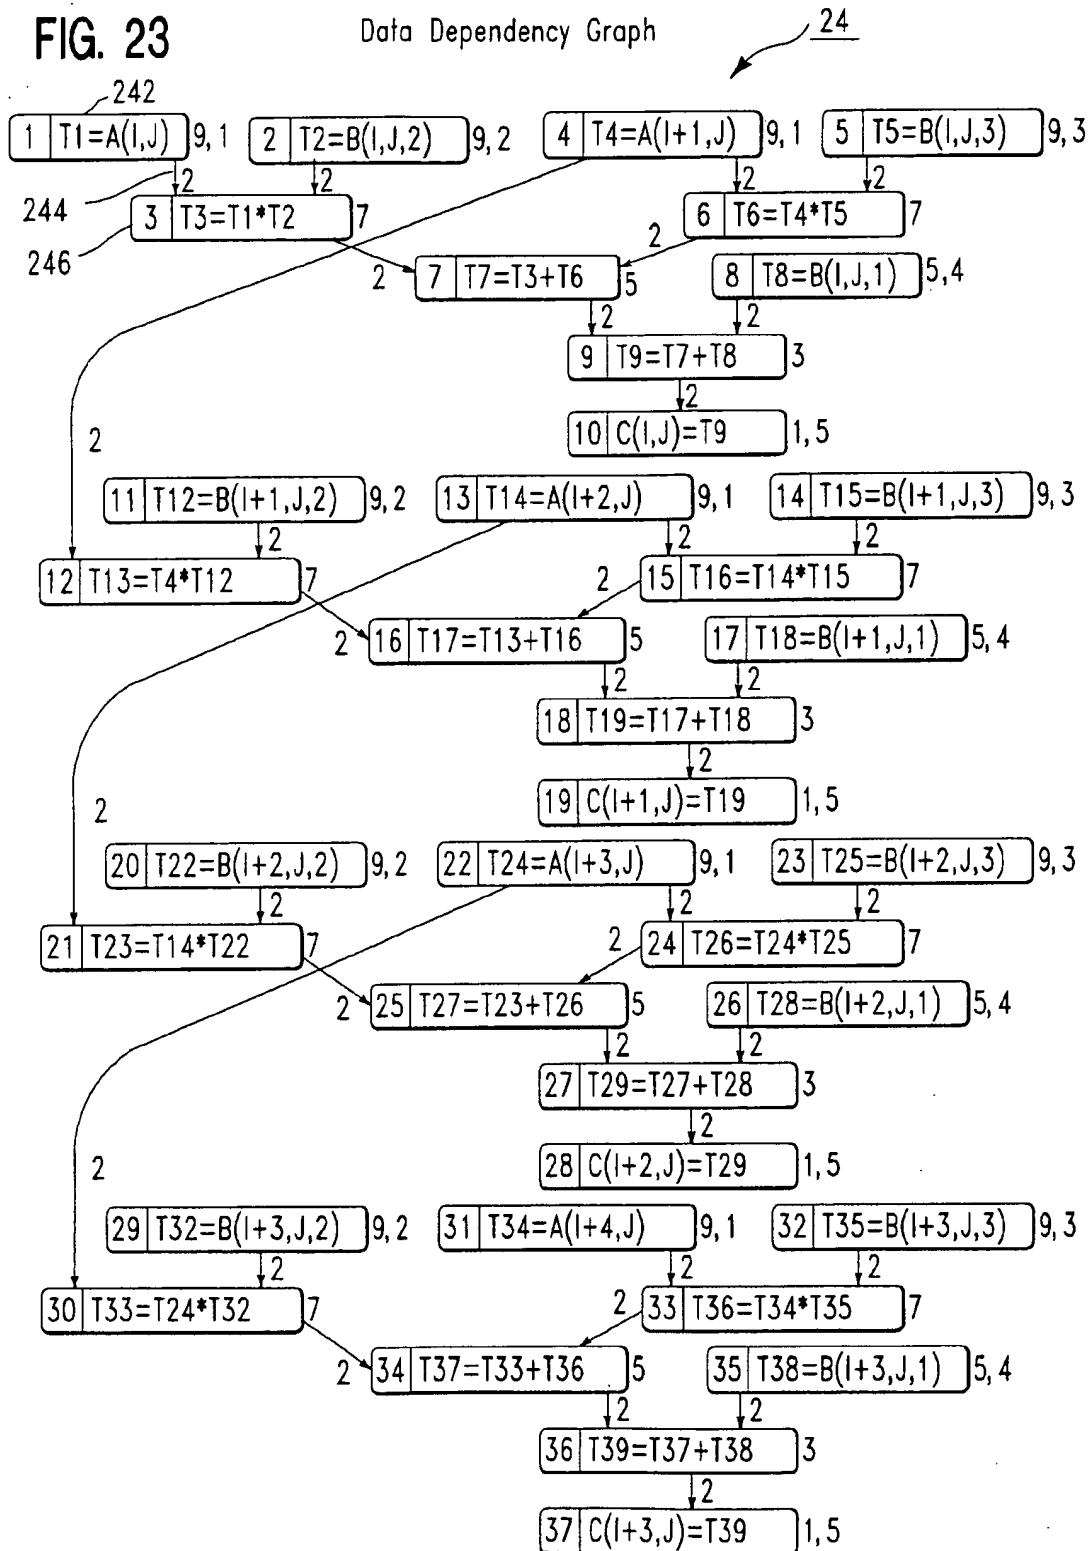 FIG. 23
Data Dependency Graph
24
242
1 T1=A(I,J) 9,1
2 T2=B(I,J,2) 9,2
4 T4=A(I+1,J) 9,1
5 T5=B(I,J,3) 9,3
244
2
2
2
2
3 T3=T1*T2 7
6 T6=T4*T5 7
246
2
2
7 T7=T3+T6 5
8 T8=B(I,J,1) 5,4
2
2
9 T9=T7+T8 3
2
10 C(I,J)=T9 1,5
2
11 T12=B(I+1,J,2) 9,2
13 T14=A(I+2,J) 9,1
14 T15=B(I+1,J,3) 9,3
2
2
2
12 T13=T4*T12 7
15 T16=T14*T15 7
2
2
16 T17=T13+T16 5
17 T18=B(I+1,J,1) 5,4
2
2
18 T19=T17+T18 3
2
19 C(I+1,J)=T19 1,5
2
20 T22=B(I+2,J,2) 9,2
22 T24=A(I+3,J) 9,1
23 T25=B(I+2,J,3) 9,3
2
2
2
21 T23=T14*T22 7
24 T26=T24*T25 7
2
2
25 T27=T23+T26 5
26 T28=B(I+2,J,1) 5,4
2
2
27 T29=T27+T28 3
2
28 C(I+2,J)=T29 1,5
2
29 T32=B(I+3,J,2) 9,2
31 T34=A(I+4,J) 9,1
32 T35=B(I+3,J,3) 9,3
2
2
2
30 T33=T24*T32 7
33 T36=T34*T35 7
2
2
34 T37=T33+T36 5
35 T38=B(I+3,J,1) 5,4
2
2
36 T39=T37+T38 3
2
37 C(I+3,J)=T39 1,5